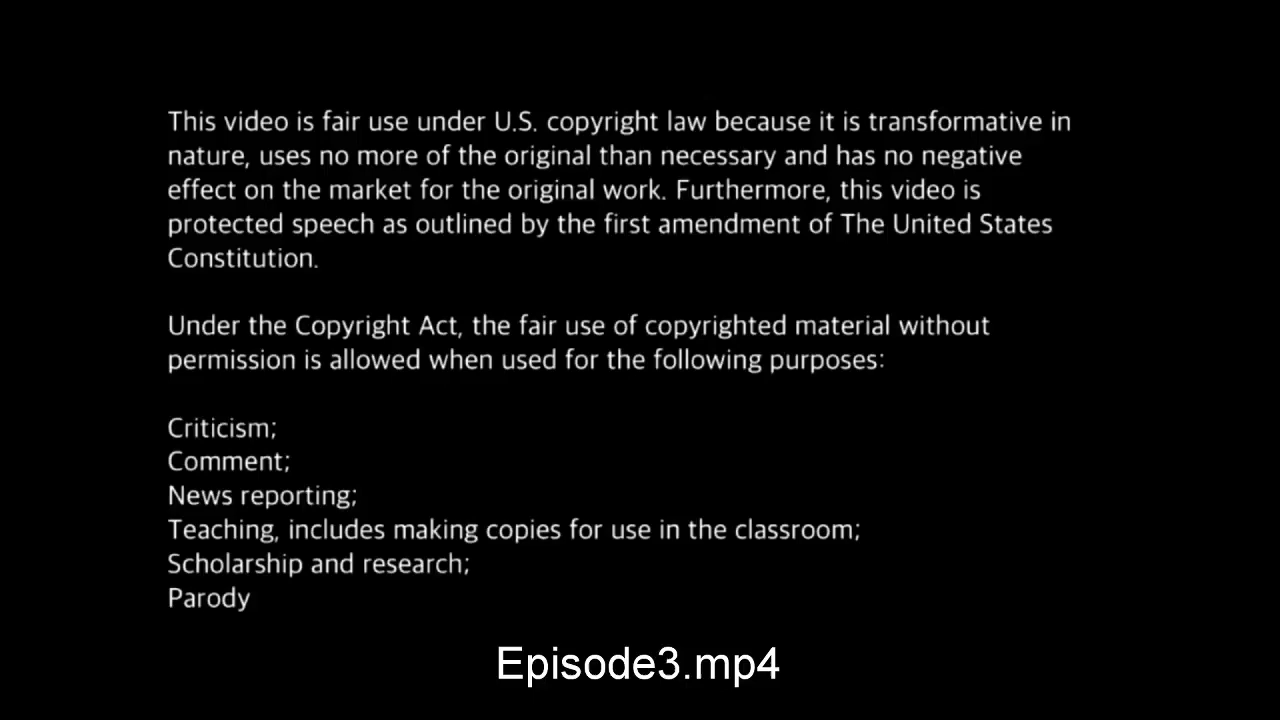 This video is fair use under U.S. copyright law because it is transformative in
nature, uses no more of the original than necessary and has no negative
effect on the market for the original work. Furthermore, this video is
protected speech as outlined by the first amendment of The United States
Constitution.
Under the Copyright Act, the fair use of copyrighted material without
permission is allowed when used for the following purposes:
Criticism;
Comment;
News reporting;
Teaching, includes making copies for use in the classroom;
Scholarship and research;
Parody
Episode3.mp4